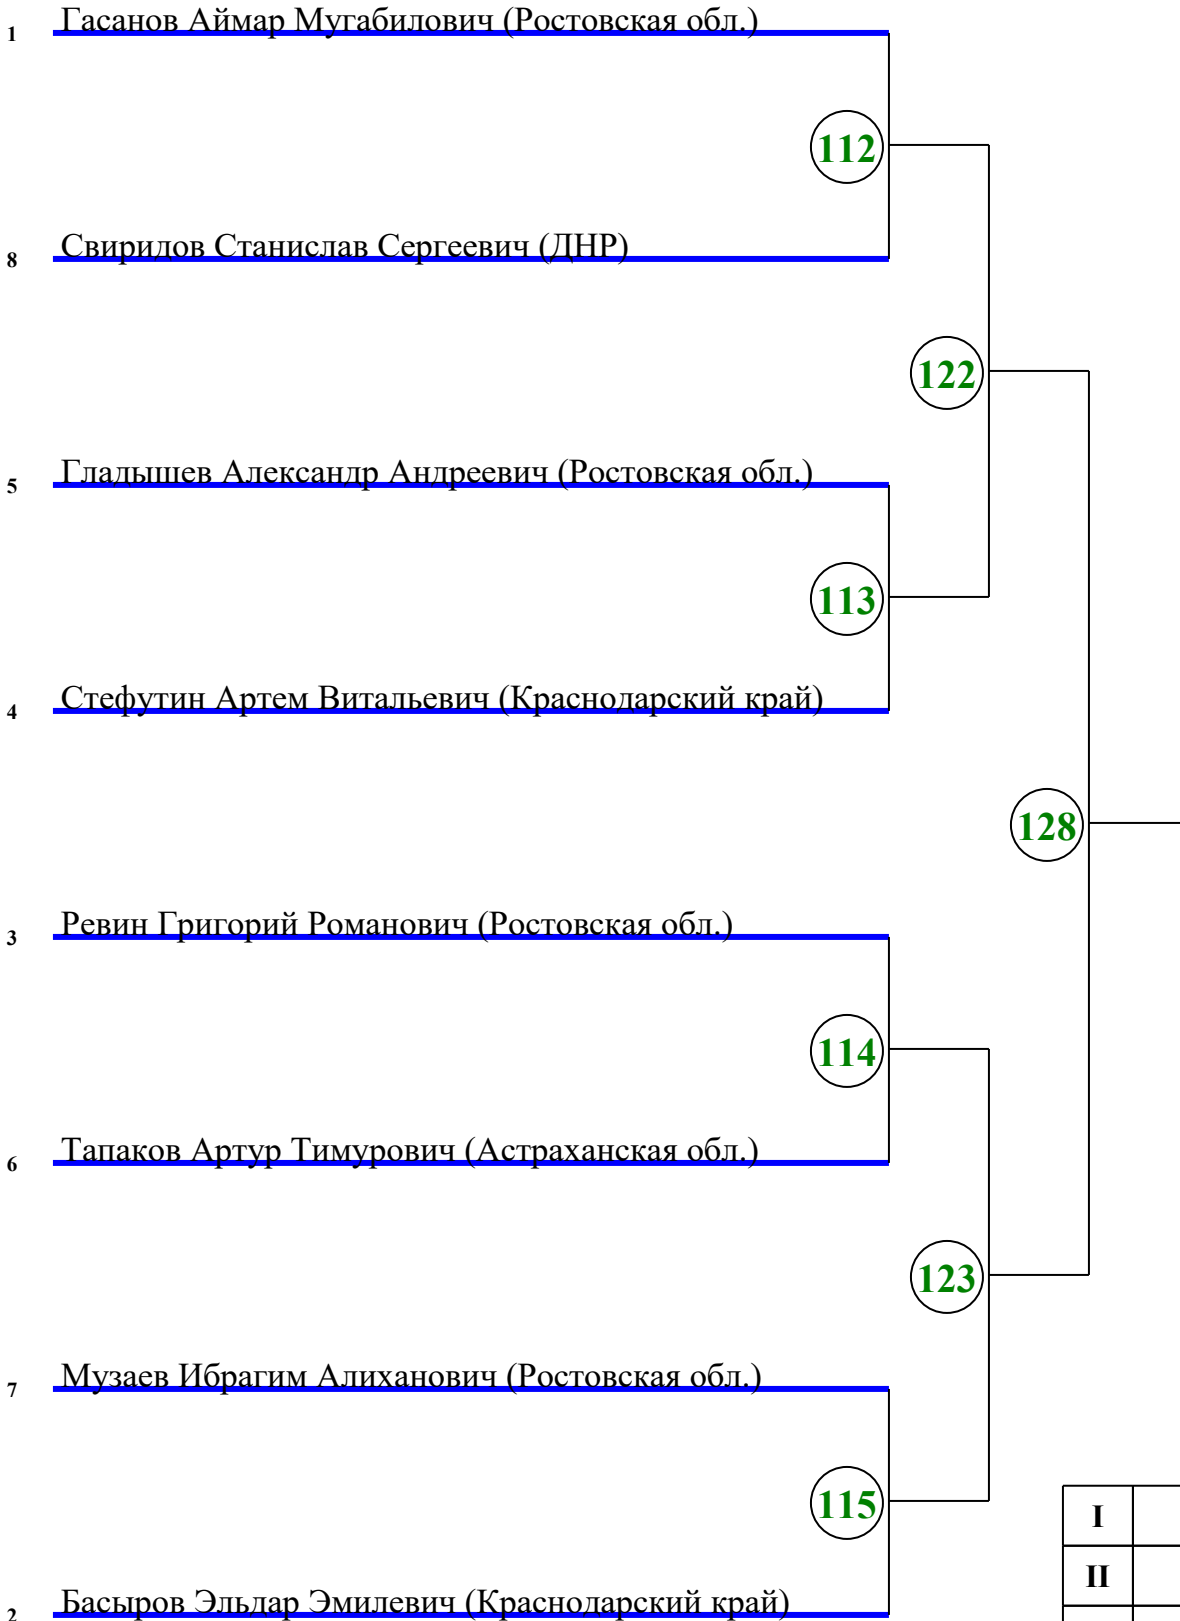 1 Гасанов Аймар Мугабилович (Ростовская обл.)
112
8 Свиридов Станислав Сергеевич (ДНР)
122
5 Гладышев Александр Андреевич (Ростовская обл.)
113
4 Стефутин Артем Витальевич (Краснодарский край)
128
3 Ревин Григорий Романович (Ростовская обл.)
114
6 Тапаков Артур Тимурович (Астраханская обл.)
123
7 Музаев Ибрагим Алиханович (Ростовская обл.)
115
I
II
2 Басыров Эльдар Эмилевич (Краснодарский край)